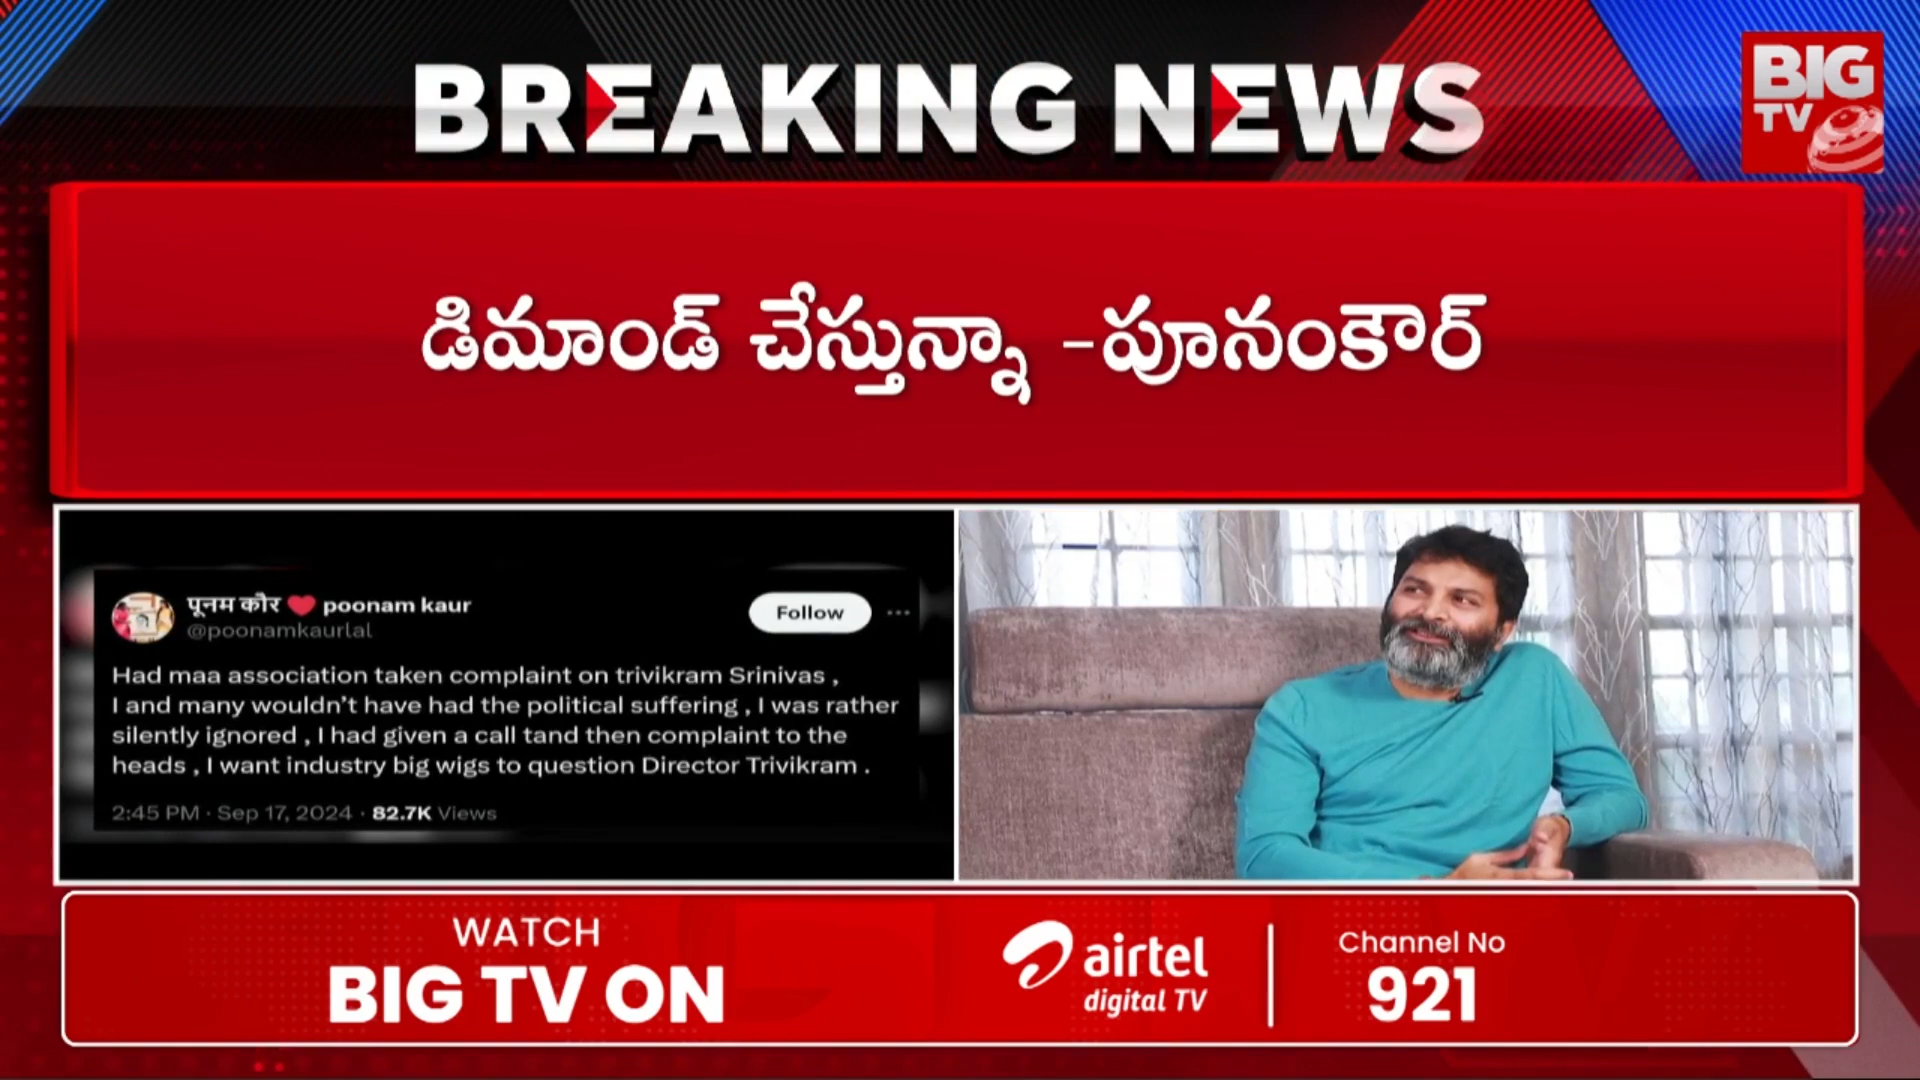 BREAKING NEWS
BIG
TV
డిమాండ్ చేస్తున్నా -పూనంకౌర్
पूनम कौर ❤️ poonam kaur
@poonamkaurlal
Follow
Had maa association taken complaint on trivikram Srinivas ,
I and many wouldn't have had the political suffering , I was rather
silently ignored , I had given a call tand then complaint to the
heads , I want industry big wigs to question Director Trivikram .
2:45 PM · Sep 17, 2024 · 82.7K Views
WATCH
BIG TV ON
airtel
digital TV
Channel No
921